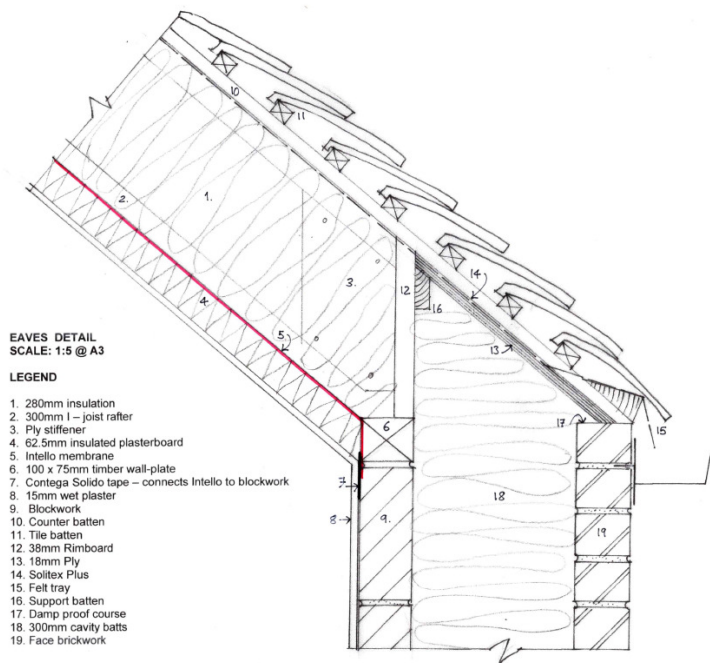 10
11
2.
1.
3.
4
5
12
14
16
13
6
17
15
7
8
9.
18
19
EAVES DETAIL
SCALE: 1:5 @ A3
LEGEND
1. 280mm insulation
2. 300mm I – joist rafter
3. Ply stiffener
4. 62.5mm insulated plasterboard
5. Intello membrane
6. 100 x 75mm timber wall-plate
7. Contega Solido tape – connects Intello to blockwork
8. 15mm wet plaster
9. Blockwork
10. Counter batten
11. Tile batten
12. 38mm Rimboard
13. 18mm Ply
14. Solitex Plus
15. Felt tray
16. Support batten
17. Damp proof course
18. 300mm cavity batts
19. Face brickwork